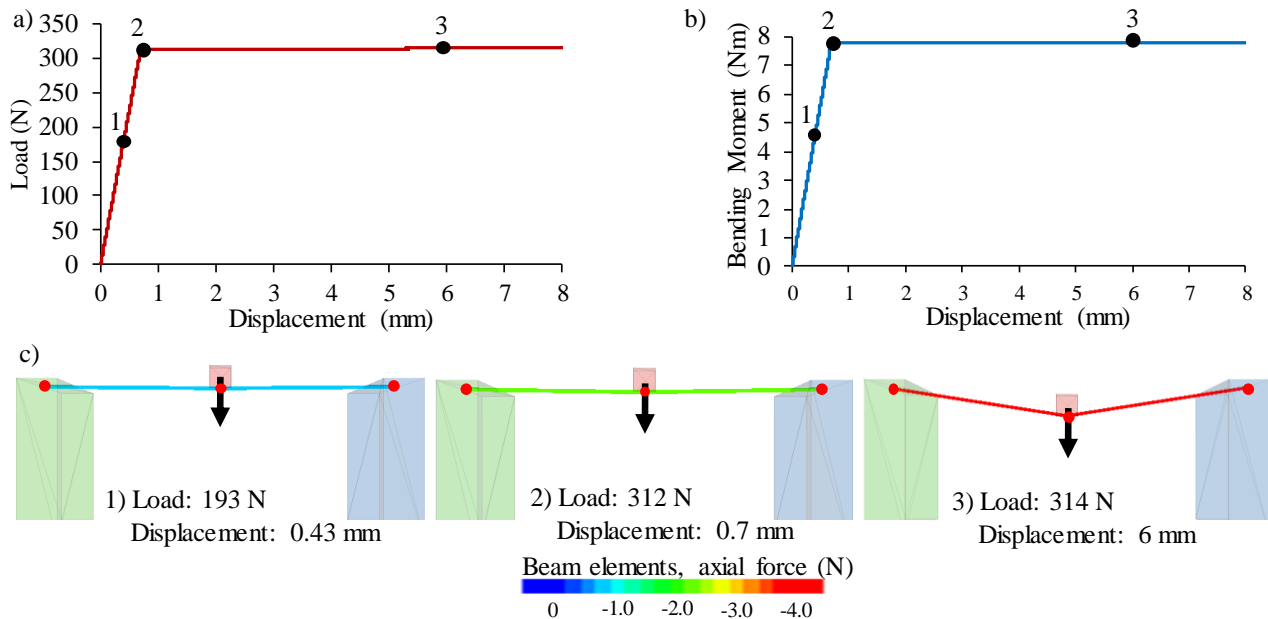 a)
350
300
250
200
150
100
50
0
Load (N)
1
2
3
0 1 2 3 4 5 6 7 8
Displacement (mm)
b)
8
7
6
5
4
3
2
1
0
Bending Moment (Nm)
1
2
3
0 1 2 3 4 5 6 7 8
Displacement (mm)
c)
1) Load: 193 N
Displacement: 0.43 mm
2) Load: 312 N
Displacement: 0.7 mm
3) Load: 314 N
Displacement: 6 mm
Beam elements, axial force (N)
0 -1.0 -2.0 -3.0 -4.0